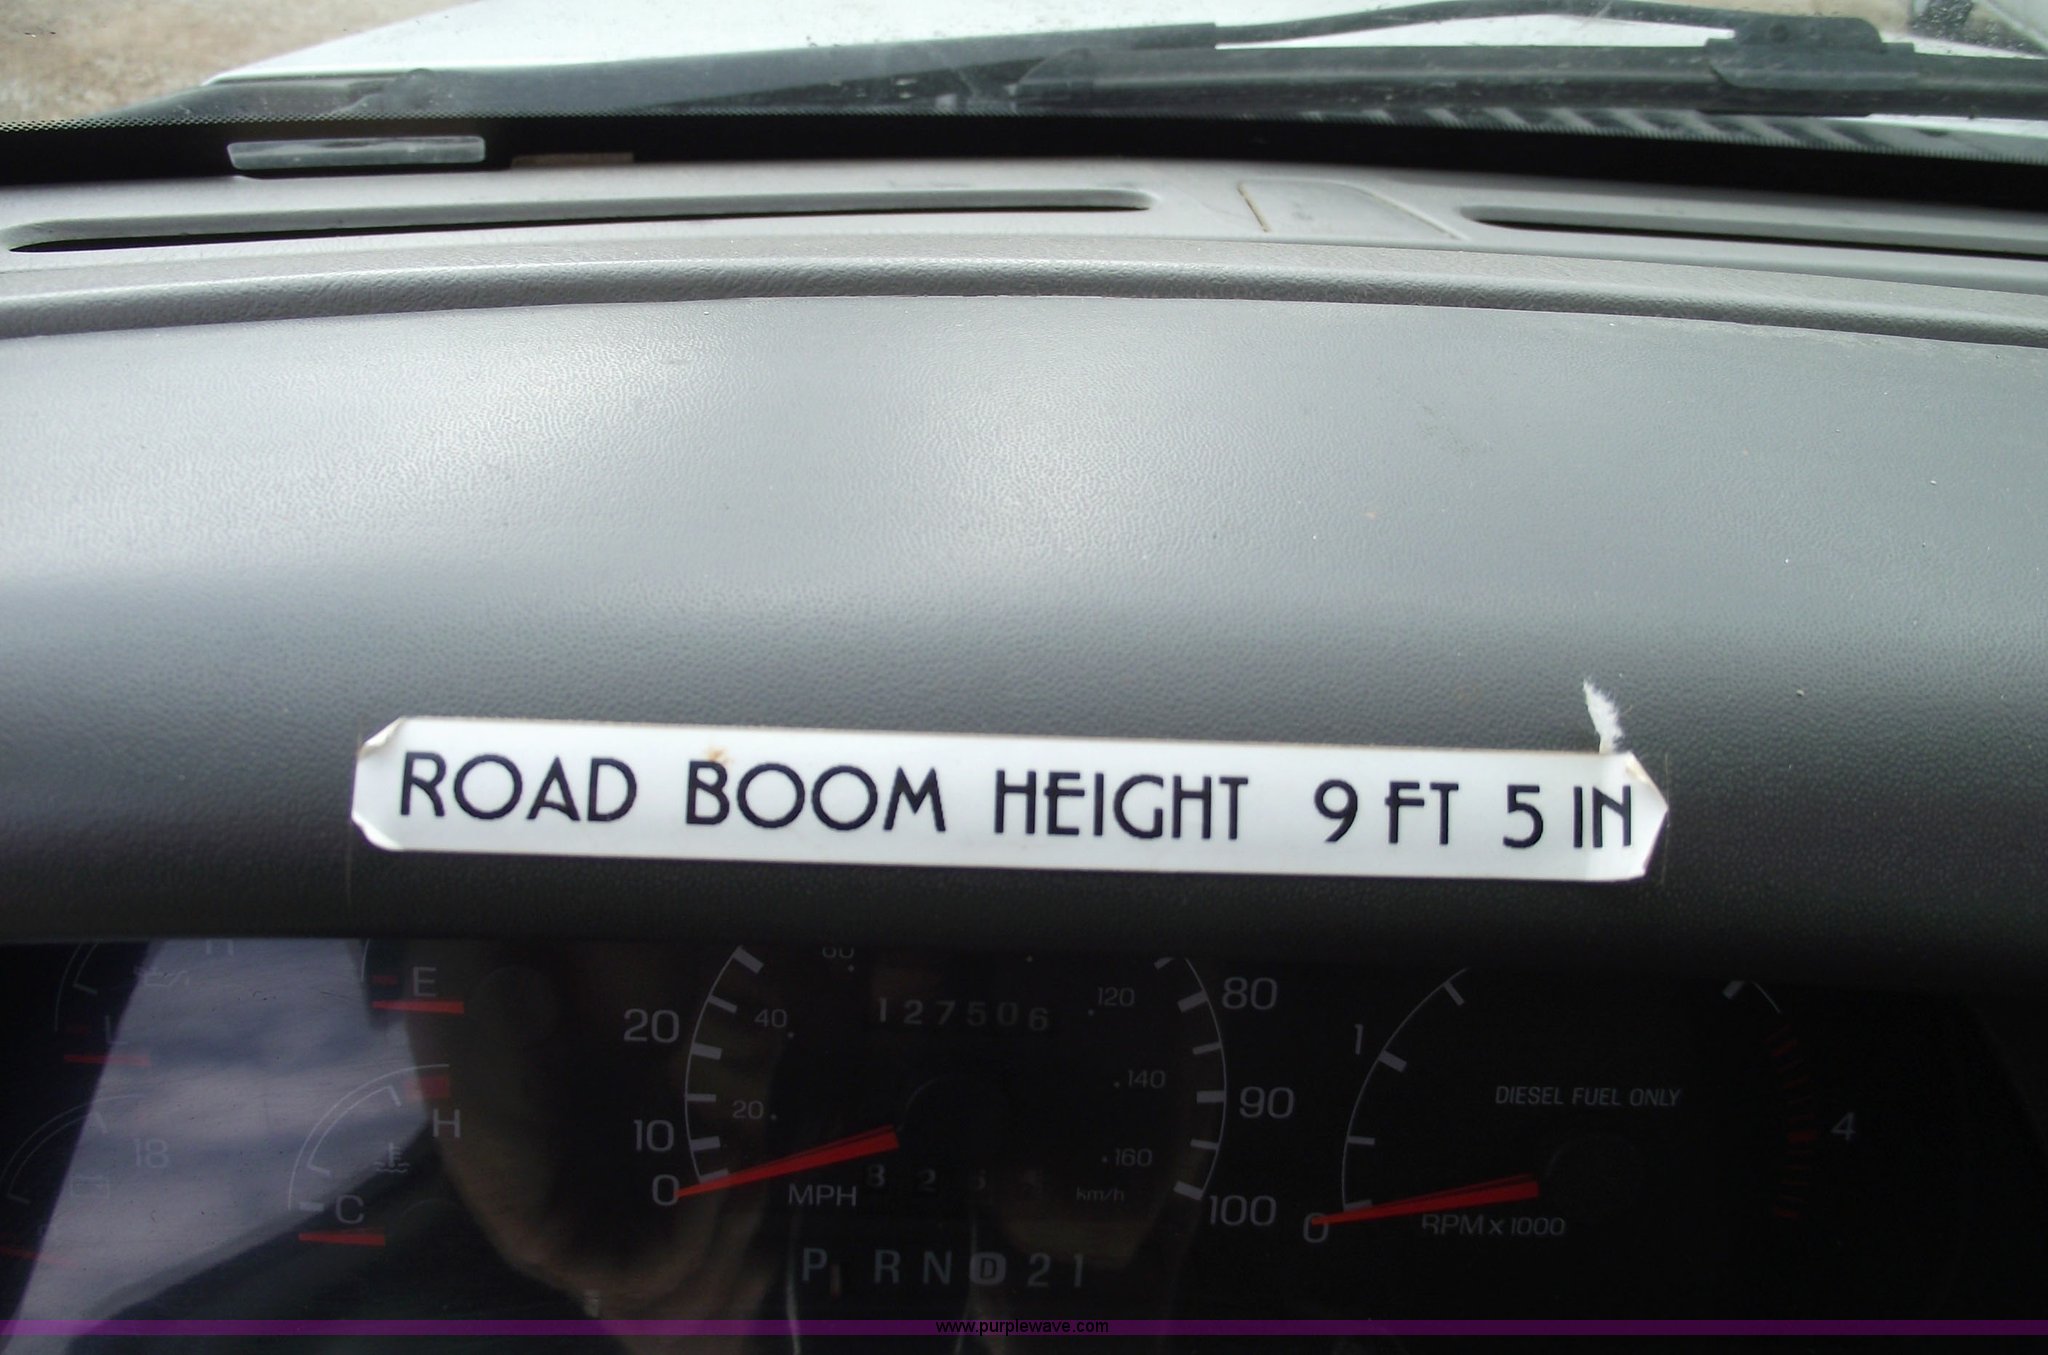 ROAD BOOM HEIGHT 9 FT 5 IN
E
H
C
18
20
10
0
40
20
MPH
127506
120
140
160
km/h
80
90
100
1
0
4
DIESEL FUEL ONLY
RPM x 1000
P R N D 2 1
www.purplewave.com